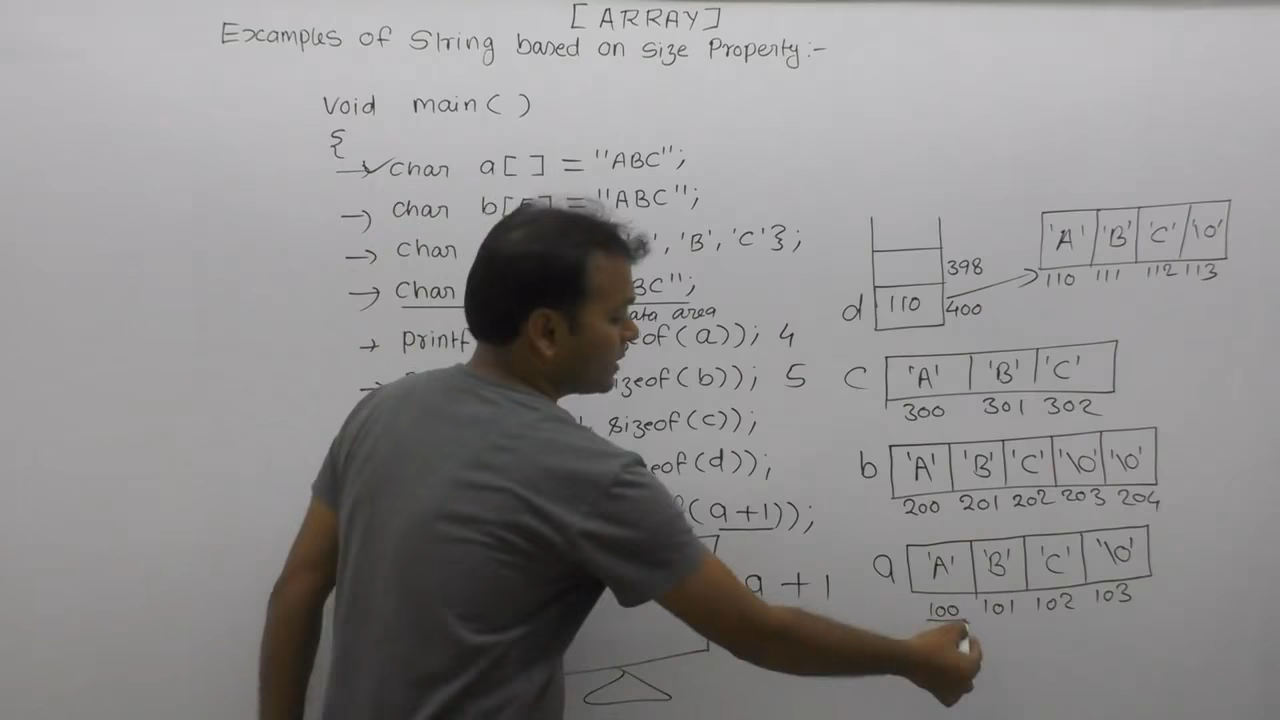 [ARRAY]
Examples of String based on size Property:-
Void main( )
{
char a[ ] = "ABC";
char b[ ] = "ABC";
char , 'B', 'C'};
char BC";
ata area
printf eof(a)); 4
izeof(b)); 5
sizeof(c));
eof(d));
(a+1));
a + 1
398
d 110 400
'A' 'B' 'C' '\0'
110 111 112 113
c 'A' 'B' 'C'
300 301 302
b 'A' 'B' 'C' '\0' '\0'
200 201 202 203 204
a 'A' 'B' 'C' '\0'
100 101 102 103